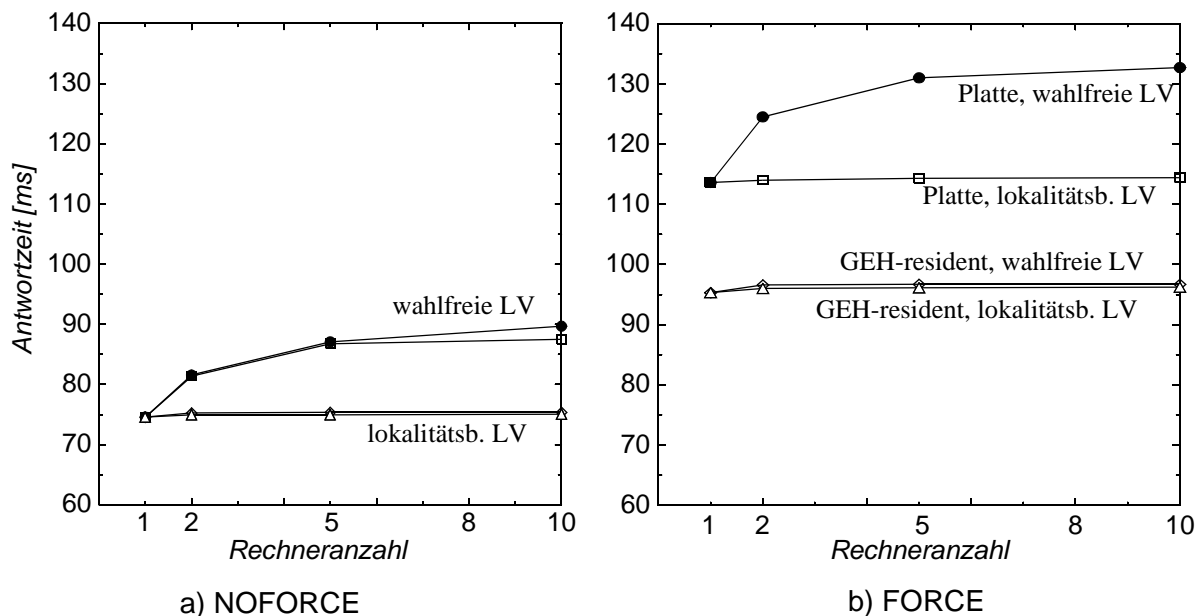 Antwortzeit [ms]
140
130
120
110
100
90
80
70
60
wahlfreie LV
lokalitätsb. LV
1 2 5 8 10
Rechneranzahl
a) NOFORCE
140
130
120
110
100
90
80
70
60
Platte, wahlfreie LV
Platte, lokalitätsb. LV
GEH-resident, wahlfreie LV
GEH-resident, lokalitätsb. LV
1 2 5 8 10
Rechneranzahl
b) FORCE